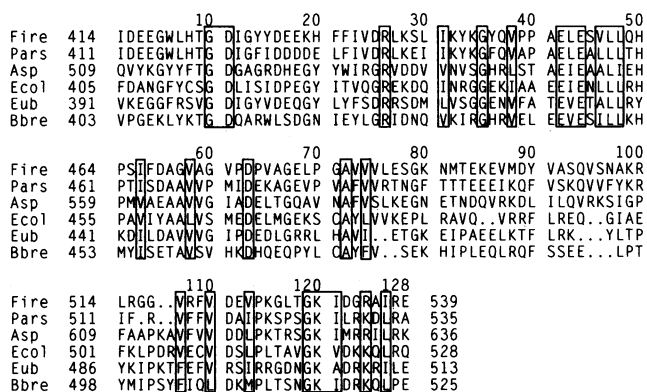 10 20 30 40 50
Fire 414 IDEEGWLHTG DIGYYDEEKH FFIVDRLKSL IKYKGYQVPP AELESVLLQH
Pars 411 IDEEGWLHTG DIGFIDDDDE LFIVDRLKEI IKYKGFQVAP AELEALLLTH
Asp 509 QVYKGYYFTG DGAGRDHEGY YWIRGRVDDV VNVSGHRLST AEIEAALIEH
Ecol 405 FDANGFYCSG DLISIDPEGY ITVQGREKDQ INRGGEKIAA EEIENLLLRH
Eub 391 VKEGGFRSVG DIGYVDEQGY LYFSDRRSDM LVSGGENVFA TEVETALLRY
Bbre 403 VPGEKLYKTG DQARWLSDGN IEYLGRIDNQ VKIRGHRVEL EEVESILLKH
60 70 80 90 100
Fire 464 PSIFDAGVAG VPDPVAGELP GAVVVLESGK NMTEKEVMDY VASQVSNAKR
Pars 461 PTISDAAVVG VPMIDEKAGEVP VAFVVRTNGF TTTEEEIKQF VSKQVVFYKR
Asp 559 PMVAEAAVVG IADELTGQAV NAFVSLKEGN ETNDQVRKDL ILQVRKSIGP
Ecol 455 PAVIYAALVS MEDELMGEKS CAYLVVKEPL RAVQ..VRRF LREQ..GIAE
Eub 441 KDILDAVVVG IPDEDLGRRL HAVI..ETGK EIPAEELKTF LRK...YLTP
Bbre 453 MYISETAVSV HKDHQEQPYL CAYFV..SEK HIPLEQLRQF SSEE...LPT
110 120 128
Fire 514 LRGG..VRFV DEVPKGLTGK IDGRAIRE 539
Pars 511 IF.R..VFFV DAIPKSPSGK ILRKDLRA 535
Asp 609 FAAPKAVFVV DDLPKTRSGK IMRRILRK 636
Ecol 501 FKLPDRVECV DSLPLTAVGK VDKKQLRQ 528
Eub 486 YKIPKTFEFV RSIRRGDNGK AKRKILE 513
Bbre 498 YMIPSYFIQL DKMPLTSNGK IDRKQLPE 525